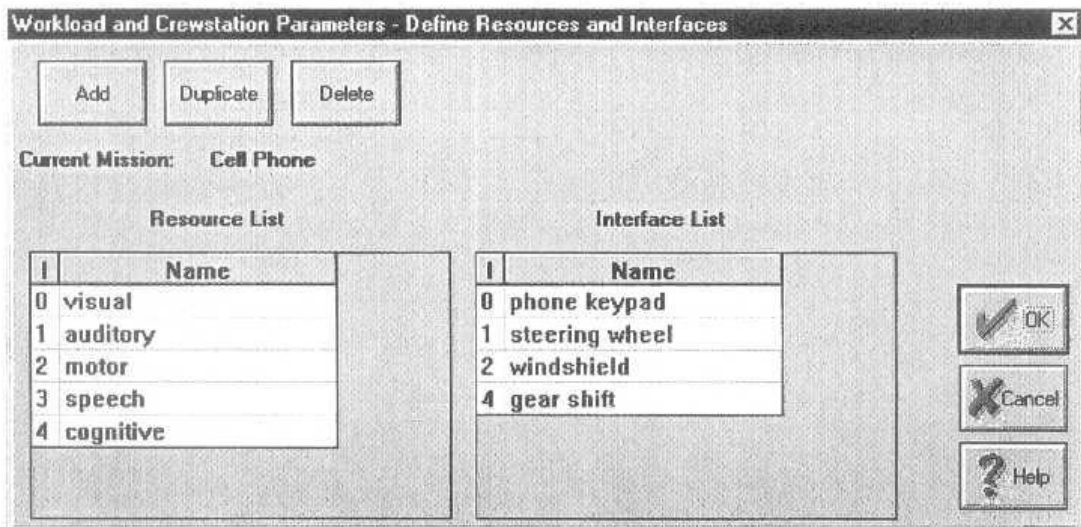 Workload and Crewstation Parameters - Define Resources and Interfaces
Add Duplicate Delete
Current Mission: Cell Phone
Resource List
I Name
0 visual
1 auditory
2 motor
3 speech
4 cognitive
Interface List
I Name
0 phone keypad
1 steering wheel
2 windshield
4 gear shift
OK
Cancel
Help